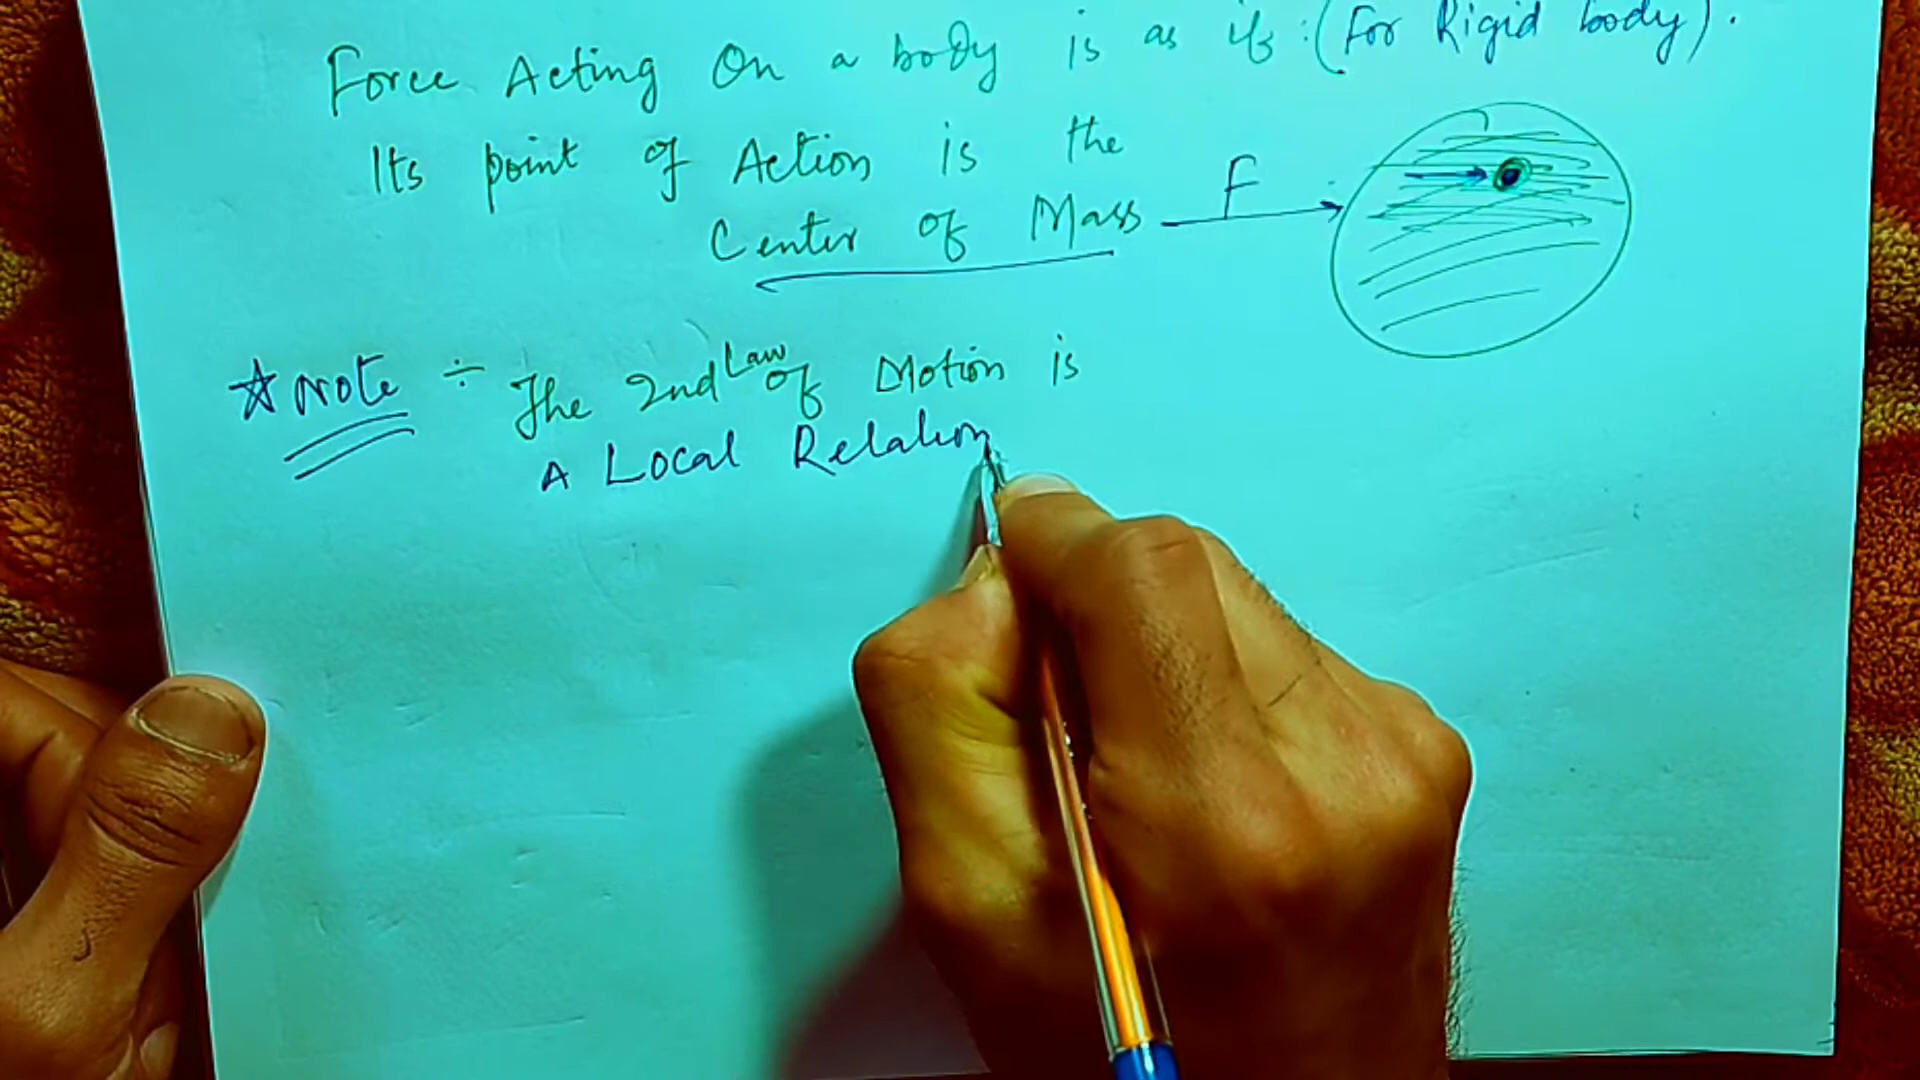 Force Acting On a body is as if :(For Rigid body).
Its point of Action is the
Center of Mass
F
☆ Note ÷ The 2nd Law of Motion is
A Local Relation